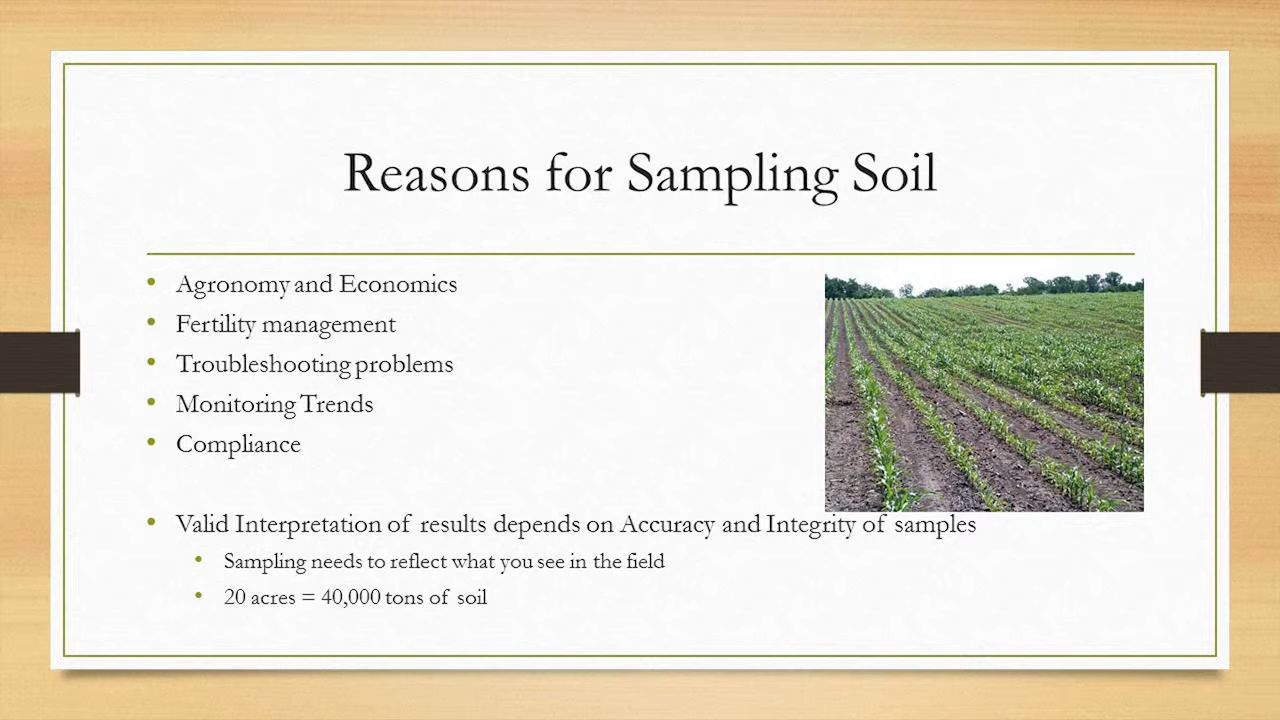 Reasons for Sampling Soil
• Agronomy and Economics
• Fertility management
• Troubleshooting problems
• Monitoring Trends
• Compliance
• Valid Interpretation of results depends on Accuracy and Integrity of samples
• Sampling needs to reflect what you see in the field
• 20 acres = 40,000 tons of soil